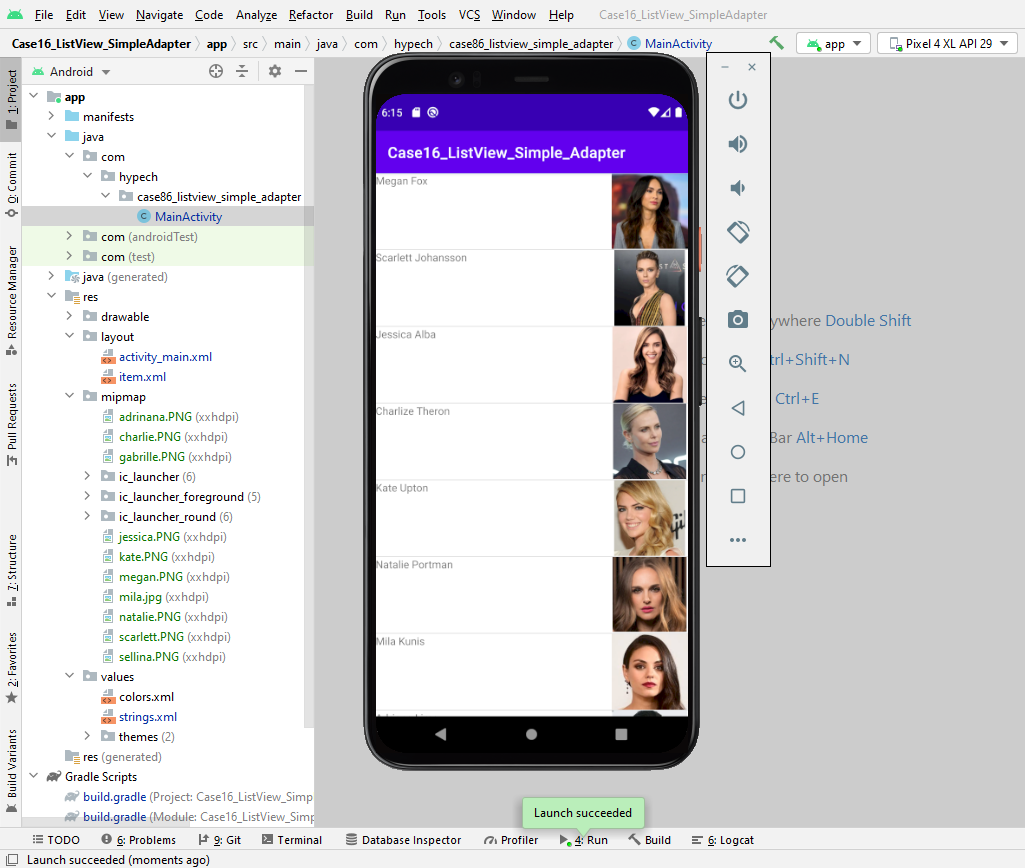 File Edit View Navigate Code Analyze Refactor Build Run Tools VCS Window Help Case16_ListView_SimpleAdapter
Case16_ListView_SimpleAdapter app src main java com hypech case86_listview_simple_adapter MainActivity app Pixel 4 XL API 29
1: Project
0: Commit
Resource Manager
Pull Requests
7: Structure
2: Favorites
Build Variants
Android
app
manifests
java
com
hypech
case86_listview_simple_adapter
MainActivity
com (androidTest)
com (test)
java (generated)
res
drawable
layout
activity_main.xml
item.xml
mipmap
adrinana.PNG (xxhdpi)
charlie.PNG (xxhdpi)
gabrille.PNG (xxhdpi)
ic_launcher (6)
ic_launcher_foreground (5)
ic_launcher_round (6)
jessica.PNG (xxhdpi)
kate.PNG (xxhdpi)
megan.PNG (xxhdpi)
mila.jpg (xxhdpi)
natalie.PNG (xxhdpi)
scarlett.PNG (xxhdpi)
sellina.PNG (xxhdpi)
values
colors.xml
strings.xml
themes (2)
res (generated)
Gradle Scripts
build.gradle (Project: Case16_ListView_Simp
build.gradle (Module: Case16_ListView_Simp
6:15
Case16_ListView_Simple_Adapter
Megan Fox
Scarlett Johansson
Jessica Alba
Charlize Theron
Kate Upton
Natalie Portman
Mila Kunis
ywhere Double Shift
trl+Shift+N
Ctrl+E
Bar Alt+Home
ere to open
Launch succeeded
TODO 6: Problems 9: Git Terminal Database Inspector Profiler 4: Run Build 6: Logcat
Launch succeeded (moments ago)